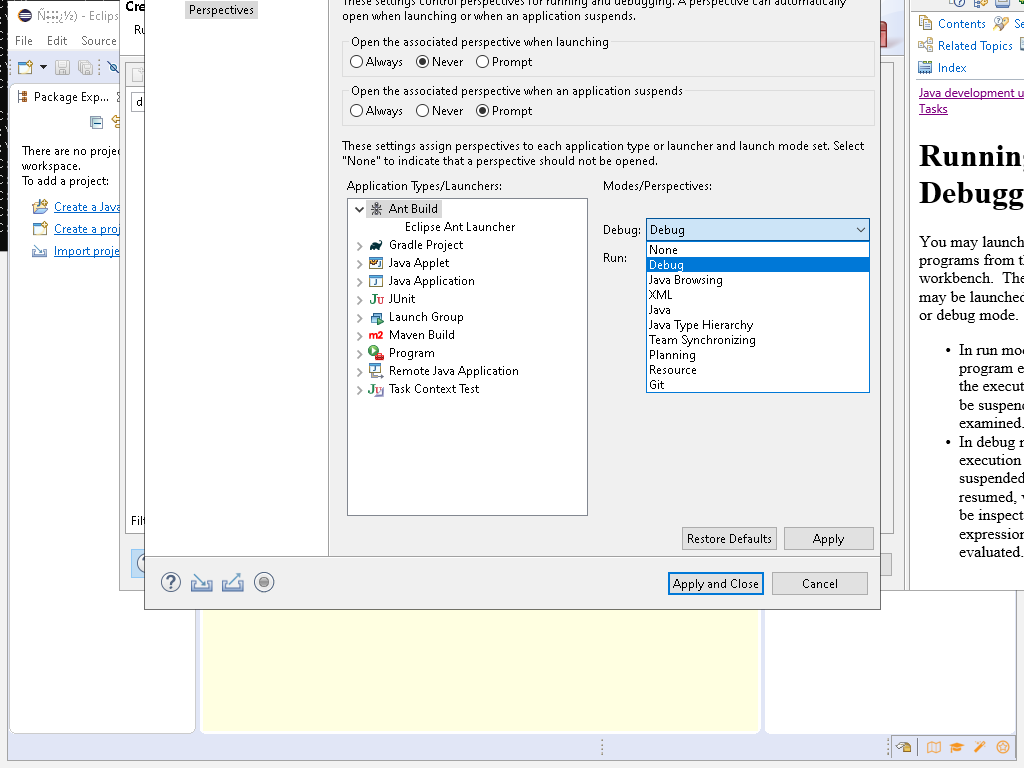 - Eclips
File Edit Source
Package Exp...
There are no proje
workspace.
To add a project:
Create a Java
Create a proj
Import proje
Cre
Ru
d
Filt
Perspectives
These settings control perspectives for running and debugging. A perspective can automatically
open when launching or when an application suspends.
Open the associated perspective when launching
Always Never Prompt
Open the associated perspective when an application suspends
Always Never Prompt
These settings assign perspectives to each application type or launcher and launch mode set. Select
"None" to indicate that a perspective should not be opened.
Application Types/Launchers:
Ant Build
Eclipse Ant Launcher
Gradle Project
Java Applet
Java Application
JUnit
Launch Group
Maven Build
Program
Remote Java Application
Task Context Test
Modes/Perspectives:
Debug: Debug
Run:
None
Debug
Java Browsing
XML
Java
Java Type Hierarchy
Team Synchronizing
Planning
Resource
Git
Restore Defaults Apply
Apply and Close Cancel
Contents Se
Related Topics
Index
Java development u
Tasks
Running
Debugg
You may launch
programs from th
workbench. The
may be launched
or debug mode.
• In run mod
program e
the execut
be suspend
examined.
• In debug m
execution
suspended
resumed, v
be inspect
expression
evaluated.